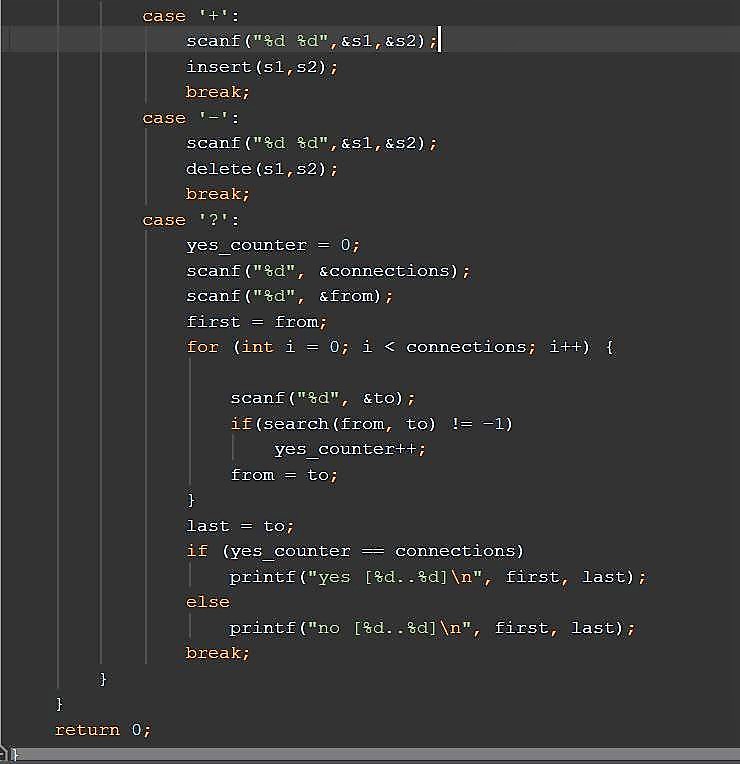 case '+':
scanf("%d %d",&s1,&s2);
insert(s1,s2);
break;
case '-':
scanf("%d %d",&s1,&s2);
delete(s1,s2);
break;
case '?':
yes_counter = 0;
scanf("%d", &connections);
scanf("%d", &from);
first = from;
for (int i = 0; i < connections; i++) {
scanf("%d", &to);
if(search(from, to) != -1)
yes_counter++;
from = to;
}
last = to;
if (yes_counter == connections)
printf("yes [%d..%d]\n", first, last);
else
printf("no [%d..%d]\n", first, last);
break;
}
}
return 0;
}